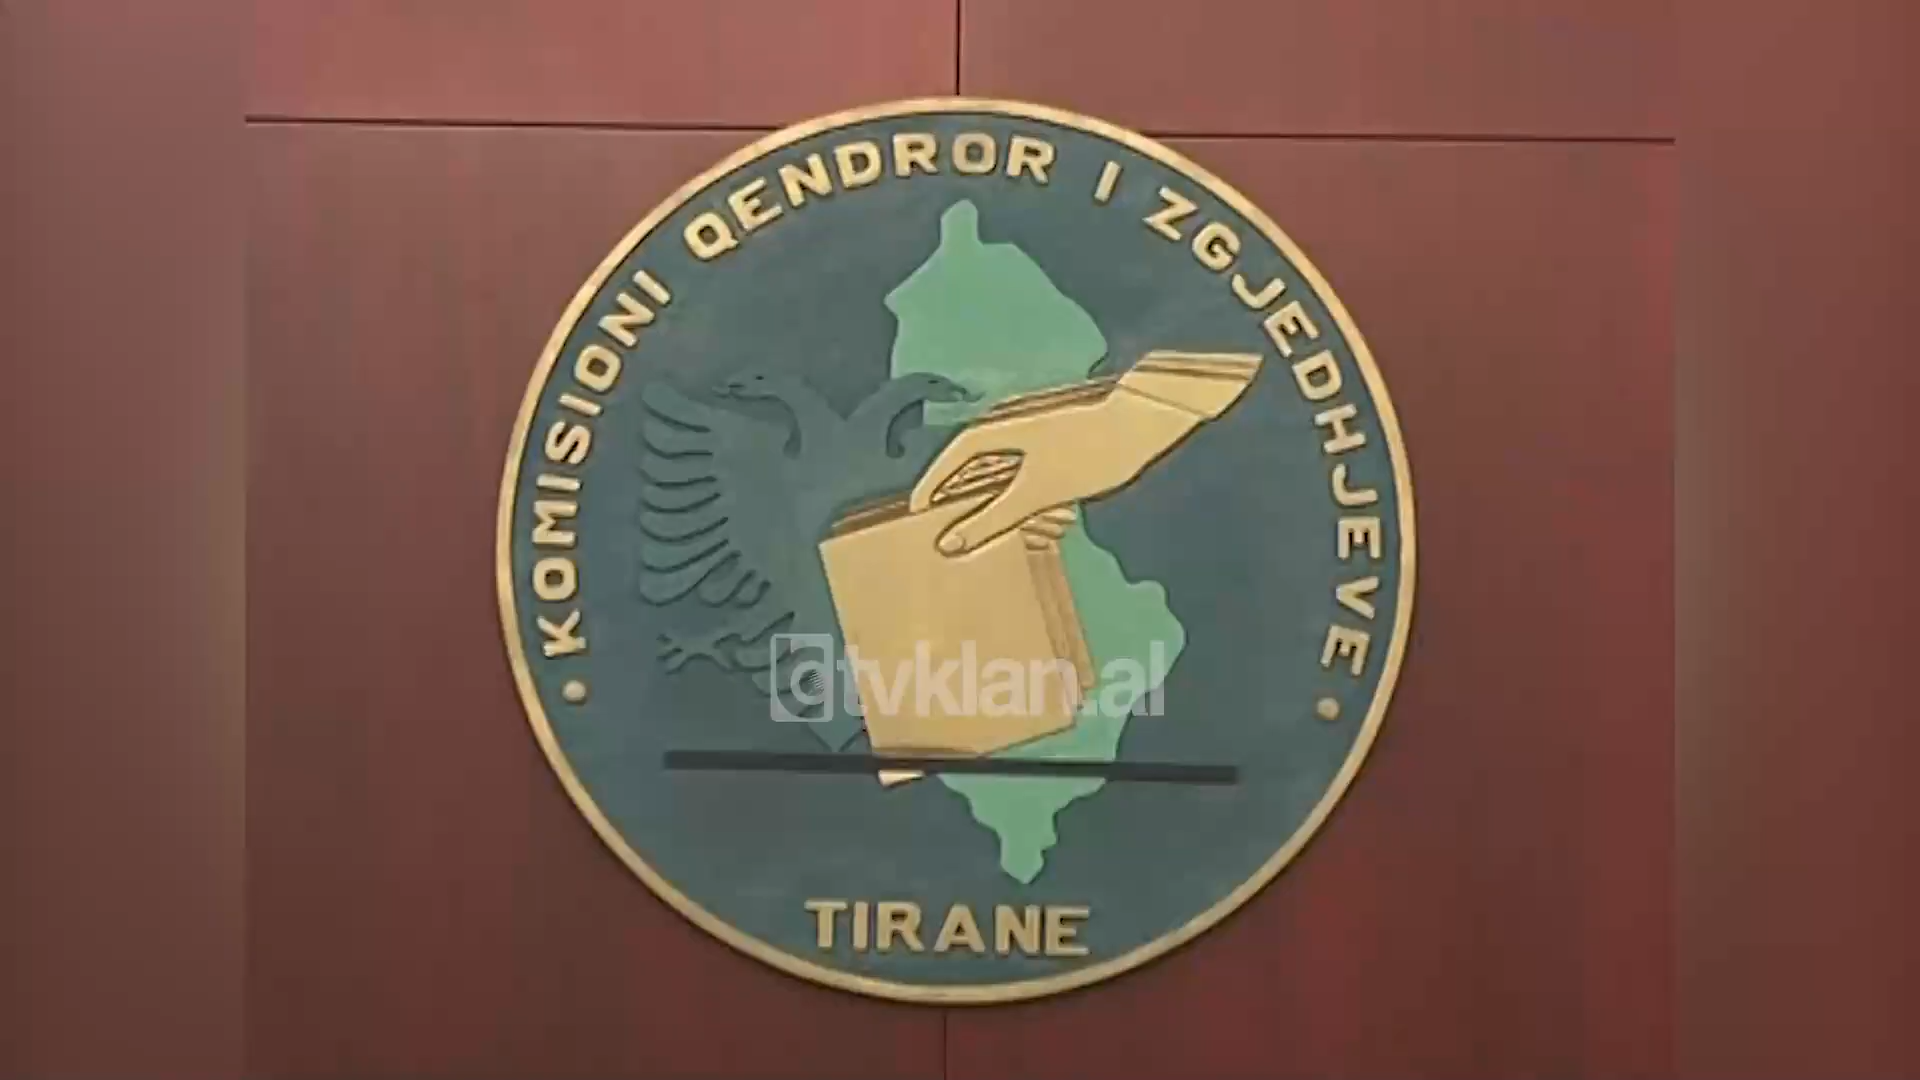 • KOMISIONI QENDROR I ZGJEDHJEVE •
tvklan.al
TIRANE